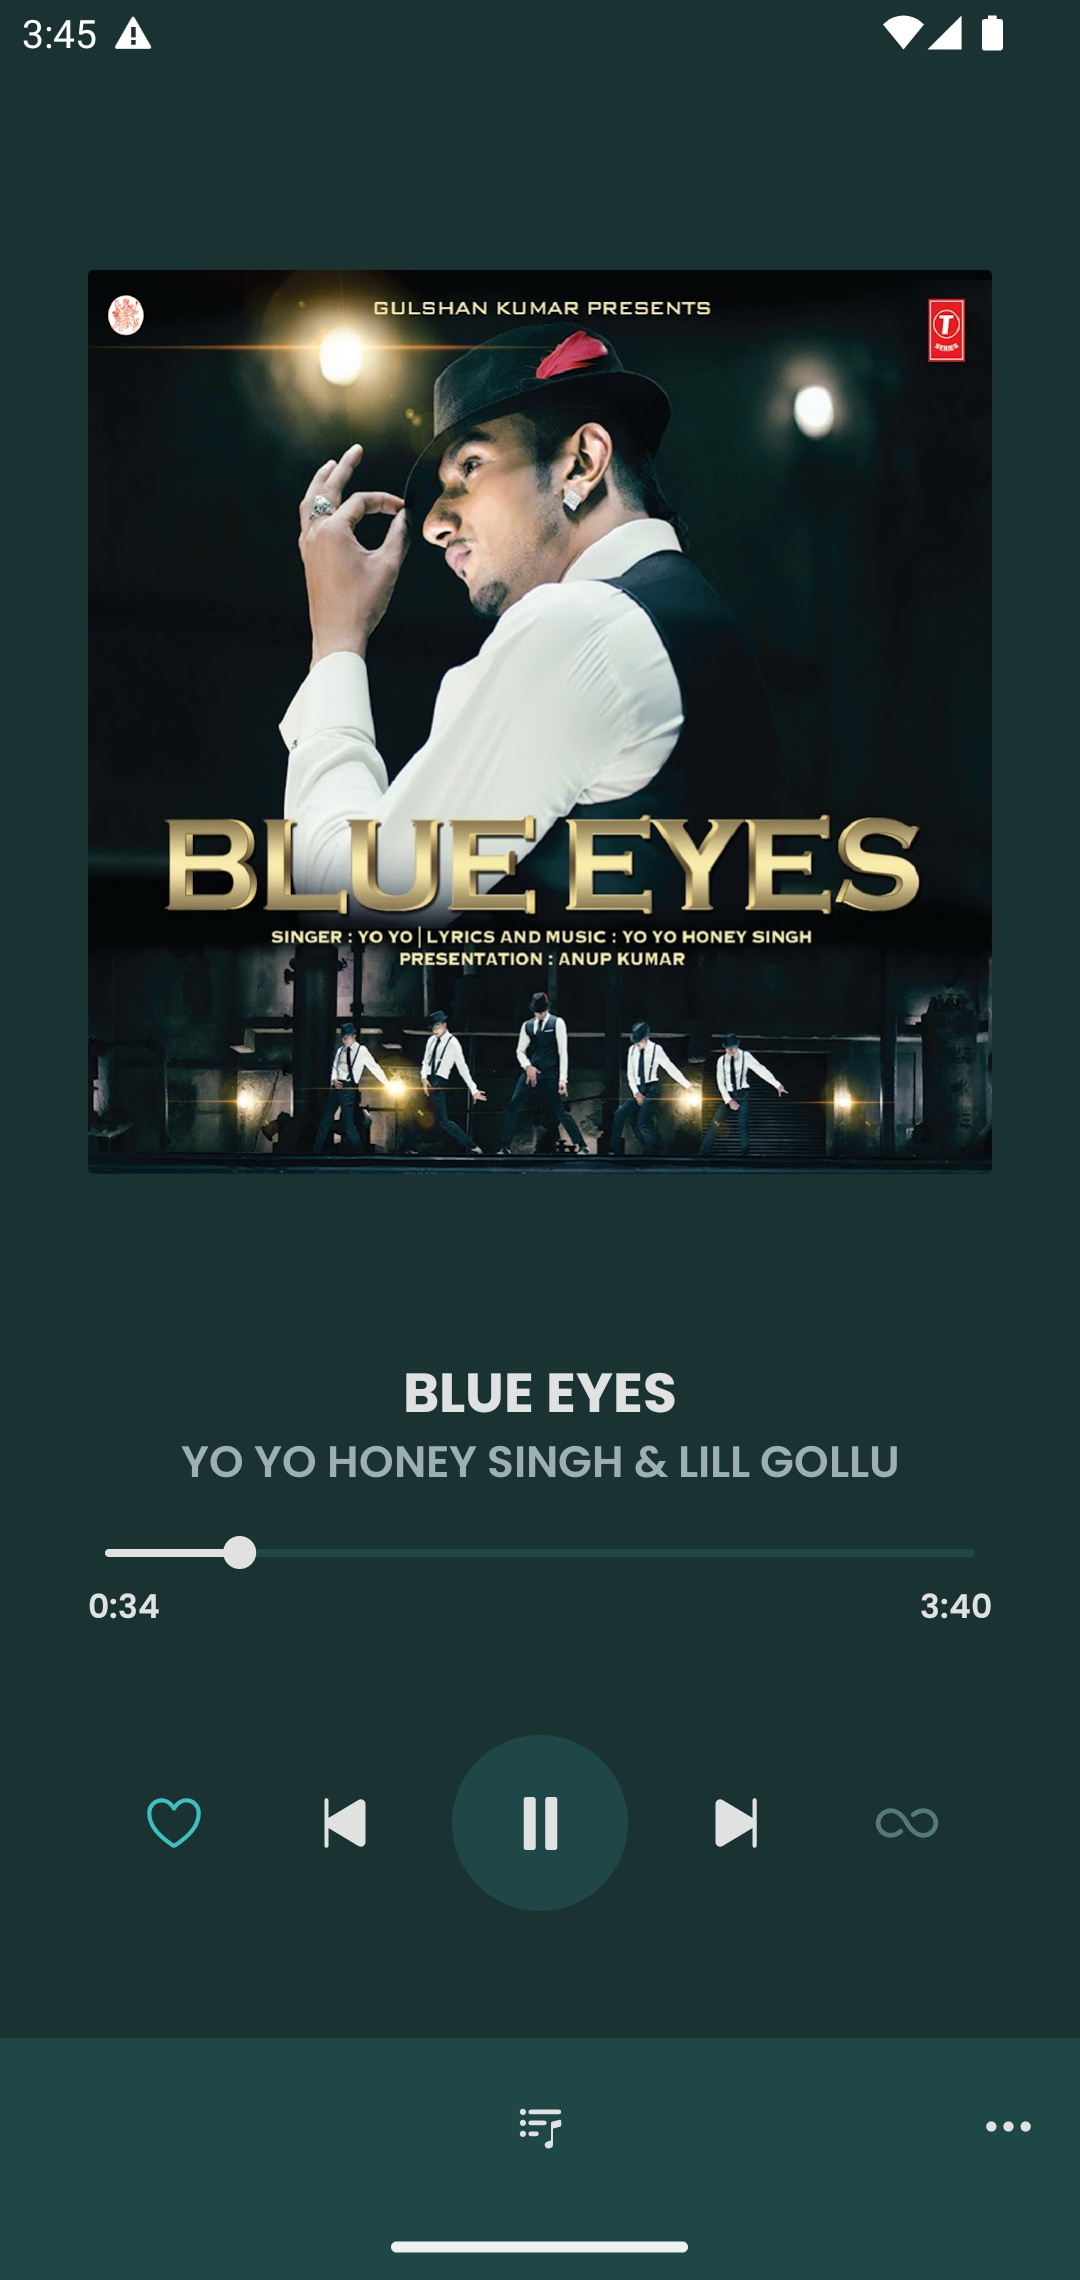 3:45
GULSHAN KUMAR PRESENTS
T
SERIES
BLUE EYES
SINGER : YO YO | LYRICS AND MUSIC : YO YO HONEY SINGH
PRESENTATION : ANUP KUMAR
BLUE EYES
YO YO HONEY SINGH & LILL GOLLU
0:34
3:40